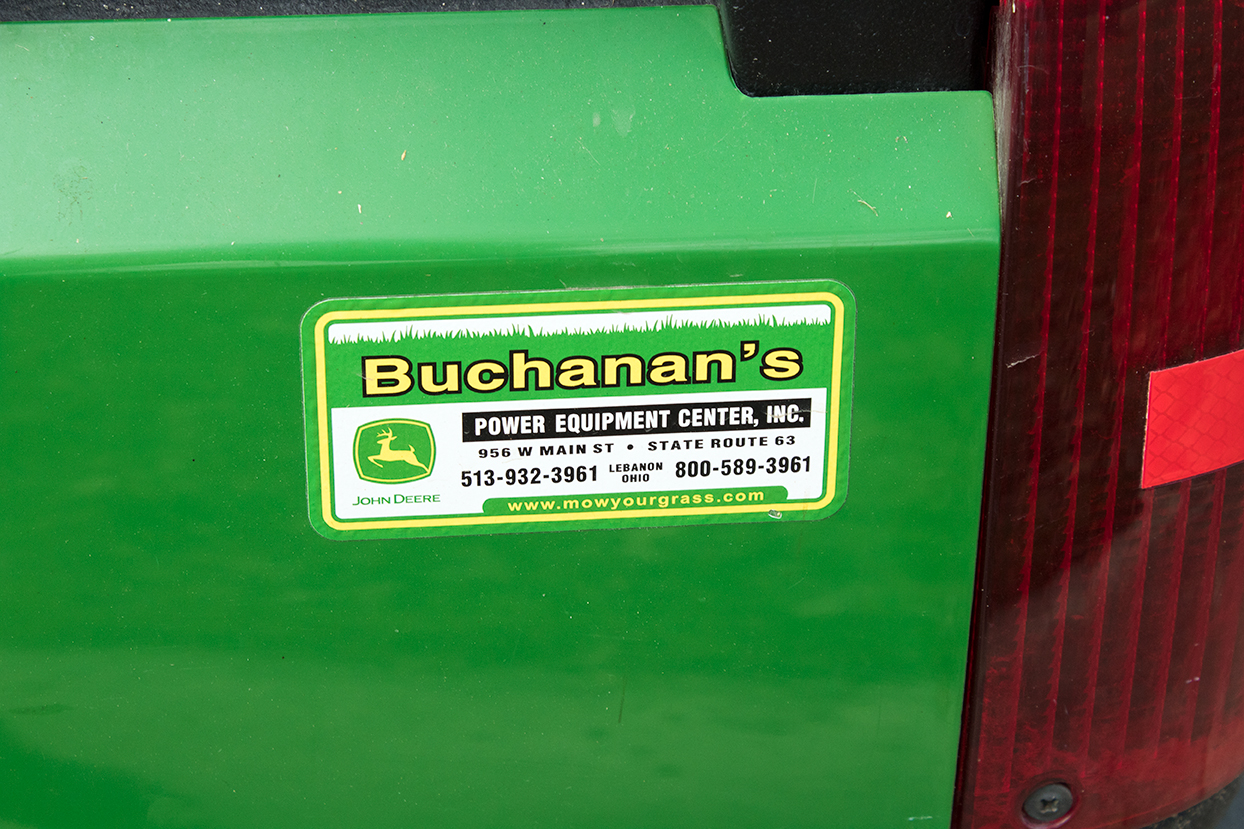 Buchanan's
POWER EQUIPMENT CENTER, INC.
956 W MAIN ST • STATE ROUTE 63
513-932-3961 LEBANON OHIO 800-589-3961
JOHN DEERE
www.mowyourgrass.com